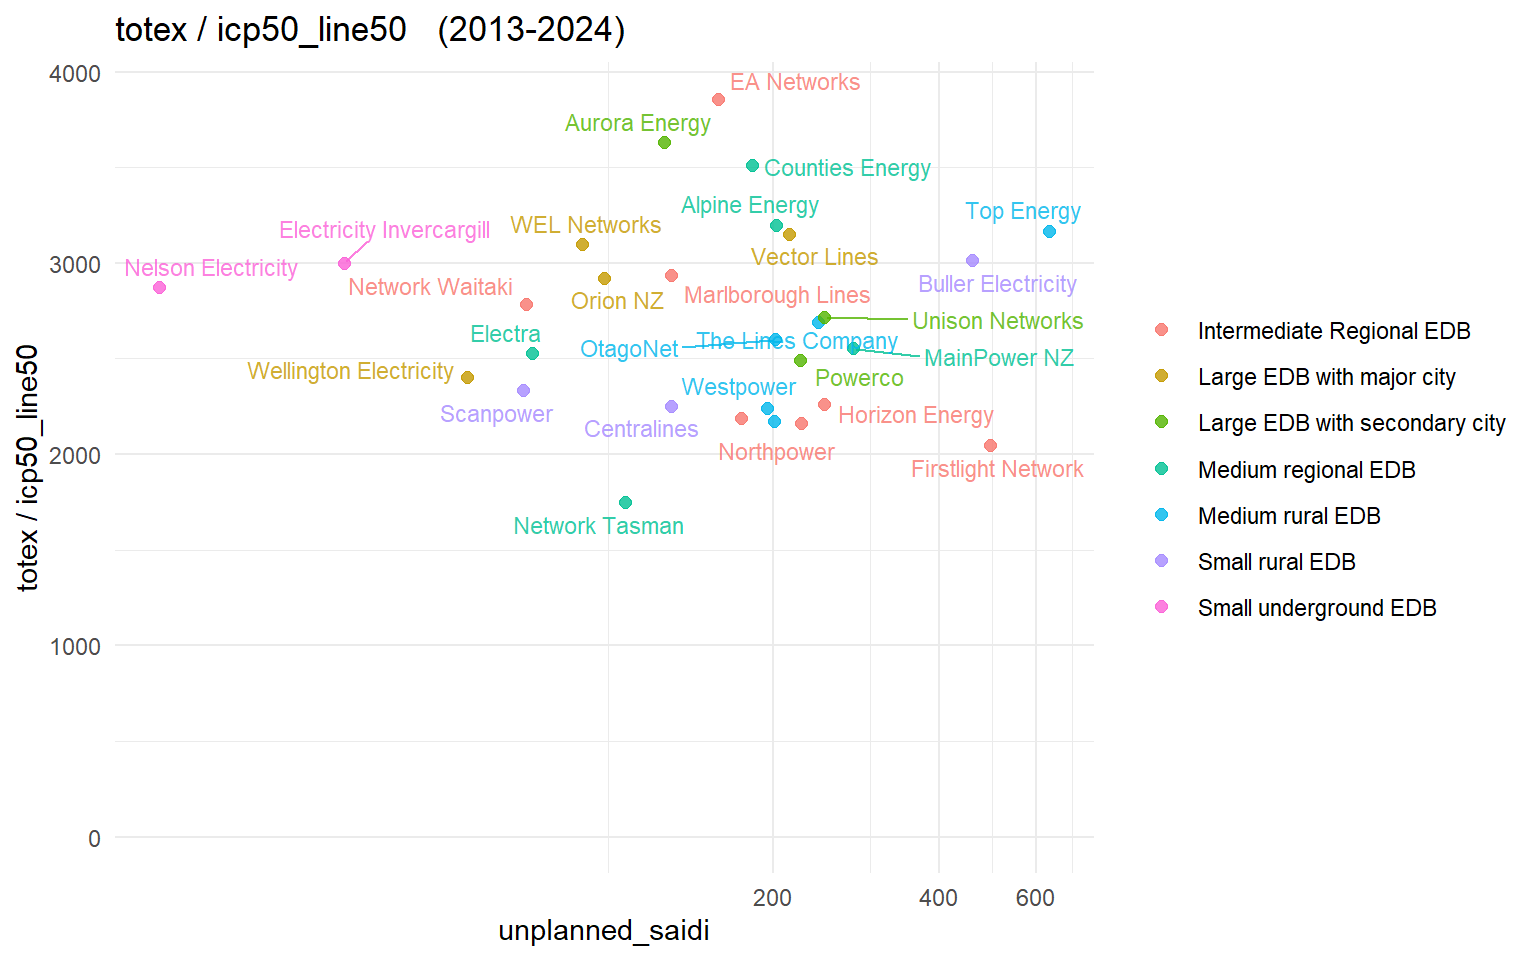 totex / icp50_line50   (2013-2024)
4000
3000
2000
1000
0
totex / icp50_line50
EA Networks
Aurora Energy
Counties Energy
Alpine Energy
Top Energy
WEL Networks
Electricity Invercargill
Vector Lines
Nelson Electricity
Buller Electricity
Network Waitaki
Marlborough Lines
Orion NZ
Unison Networks
Electra
The Lines Company
OtagoNet
MainPower NZ
Wellington Electricity
Powerco
Westpower
Scanpower
Horizon Energy
Centralines
Northpower
Firstlight Network
Network Tasman
200
400
600
unplanned_saidi
Intermediate Regional EDB
Large EDB with major city
Large EDB with secondary city
Medium regional EDB
Medium rural EDB
Small rural EDB
Small underground EDB